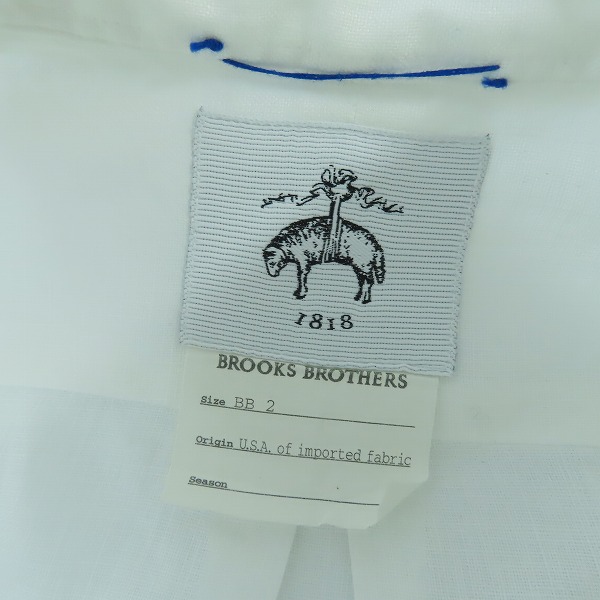 1818
BROOKS BROTHERS
Size BB 2
Origin U.S.A. of imported fabric
Season